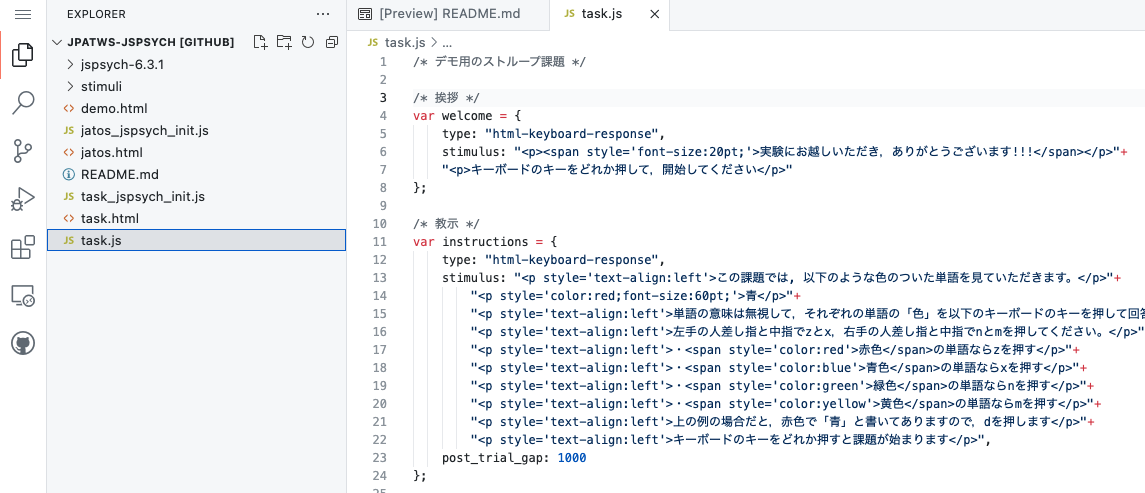 EXPLORER
JPATWS-JSPSYCH [GITHUB]
jspsych-6.3.1
stimuli
demo.html
jatos_jspsych_init.js
jatos.html
README.md
task_jspsych_init.js
task.html
task.js
[Preview] README.md
JS task.js
JS task.js > ...
1 /* デモ用のストループ課題 */
2
3 /* 挨拶 */
4 var welcome = {
5 type: "html-keyboard-response",
6 stimulus: "<p><span style='font-size:20pt;'>実験にお越しいただき，ありがとうございます!!!</span></p>"+
7 "<p>キーボードのキーをどれか押して，開始してください</p>"
8 };
9
10 /* 教示 */
11 var instructions = {
12 type: "html-keyboard-response",
13 stimulus: "<p style='text-align:left'>この課題では，以下のような色のついた単語を見ていただきます。</p>"+
14 "<p style='color:red;font-size:60pt;'>青</p>"+
15 "<p style='text-align:left'>単語の意味は無視して，それぞれの単語の「色」を以下のキーボードのキーを押して回答
16 "<p style='text-align:left'>左手の人差し指と中指でzとx，右手の人差し指と中指でnとmを押してください。</p>"
17 "<p style='text-align:left'>・<span style='color:red'>赤色</span>の単語ならzを押す</p>"+
18 "<p style='text-align:left'>・<span style='color:blue'>青色</span>の単語ならxを押す</p>"+
19 "<p style='text-align:left'>・<span style='color:green'>緑色</span>の単語ならnを押す</p>"+
20 "<p style='text-align:left'>・<span style='color:yellow'>黄色</span>の単語ならmを押す</p>"+
21 "<p style='text-align:left'>上の例の場合だと，赤色で「青」と書いてありますので，dを押します</p>"+
22 "<p style='text-align:left'>キーボードのキーをどれか押すと課題が始まります</p>",
23 post_trial_gap: 1000
24 };